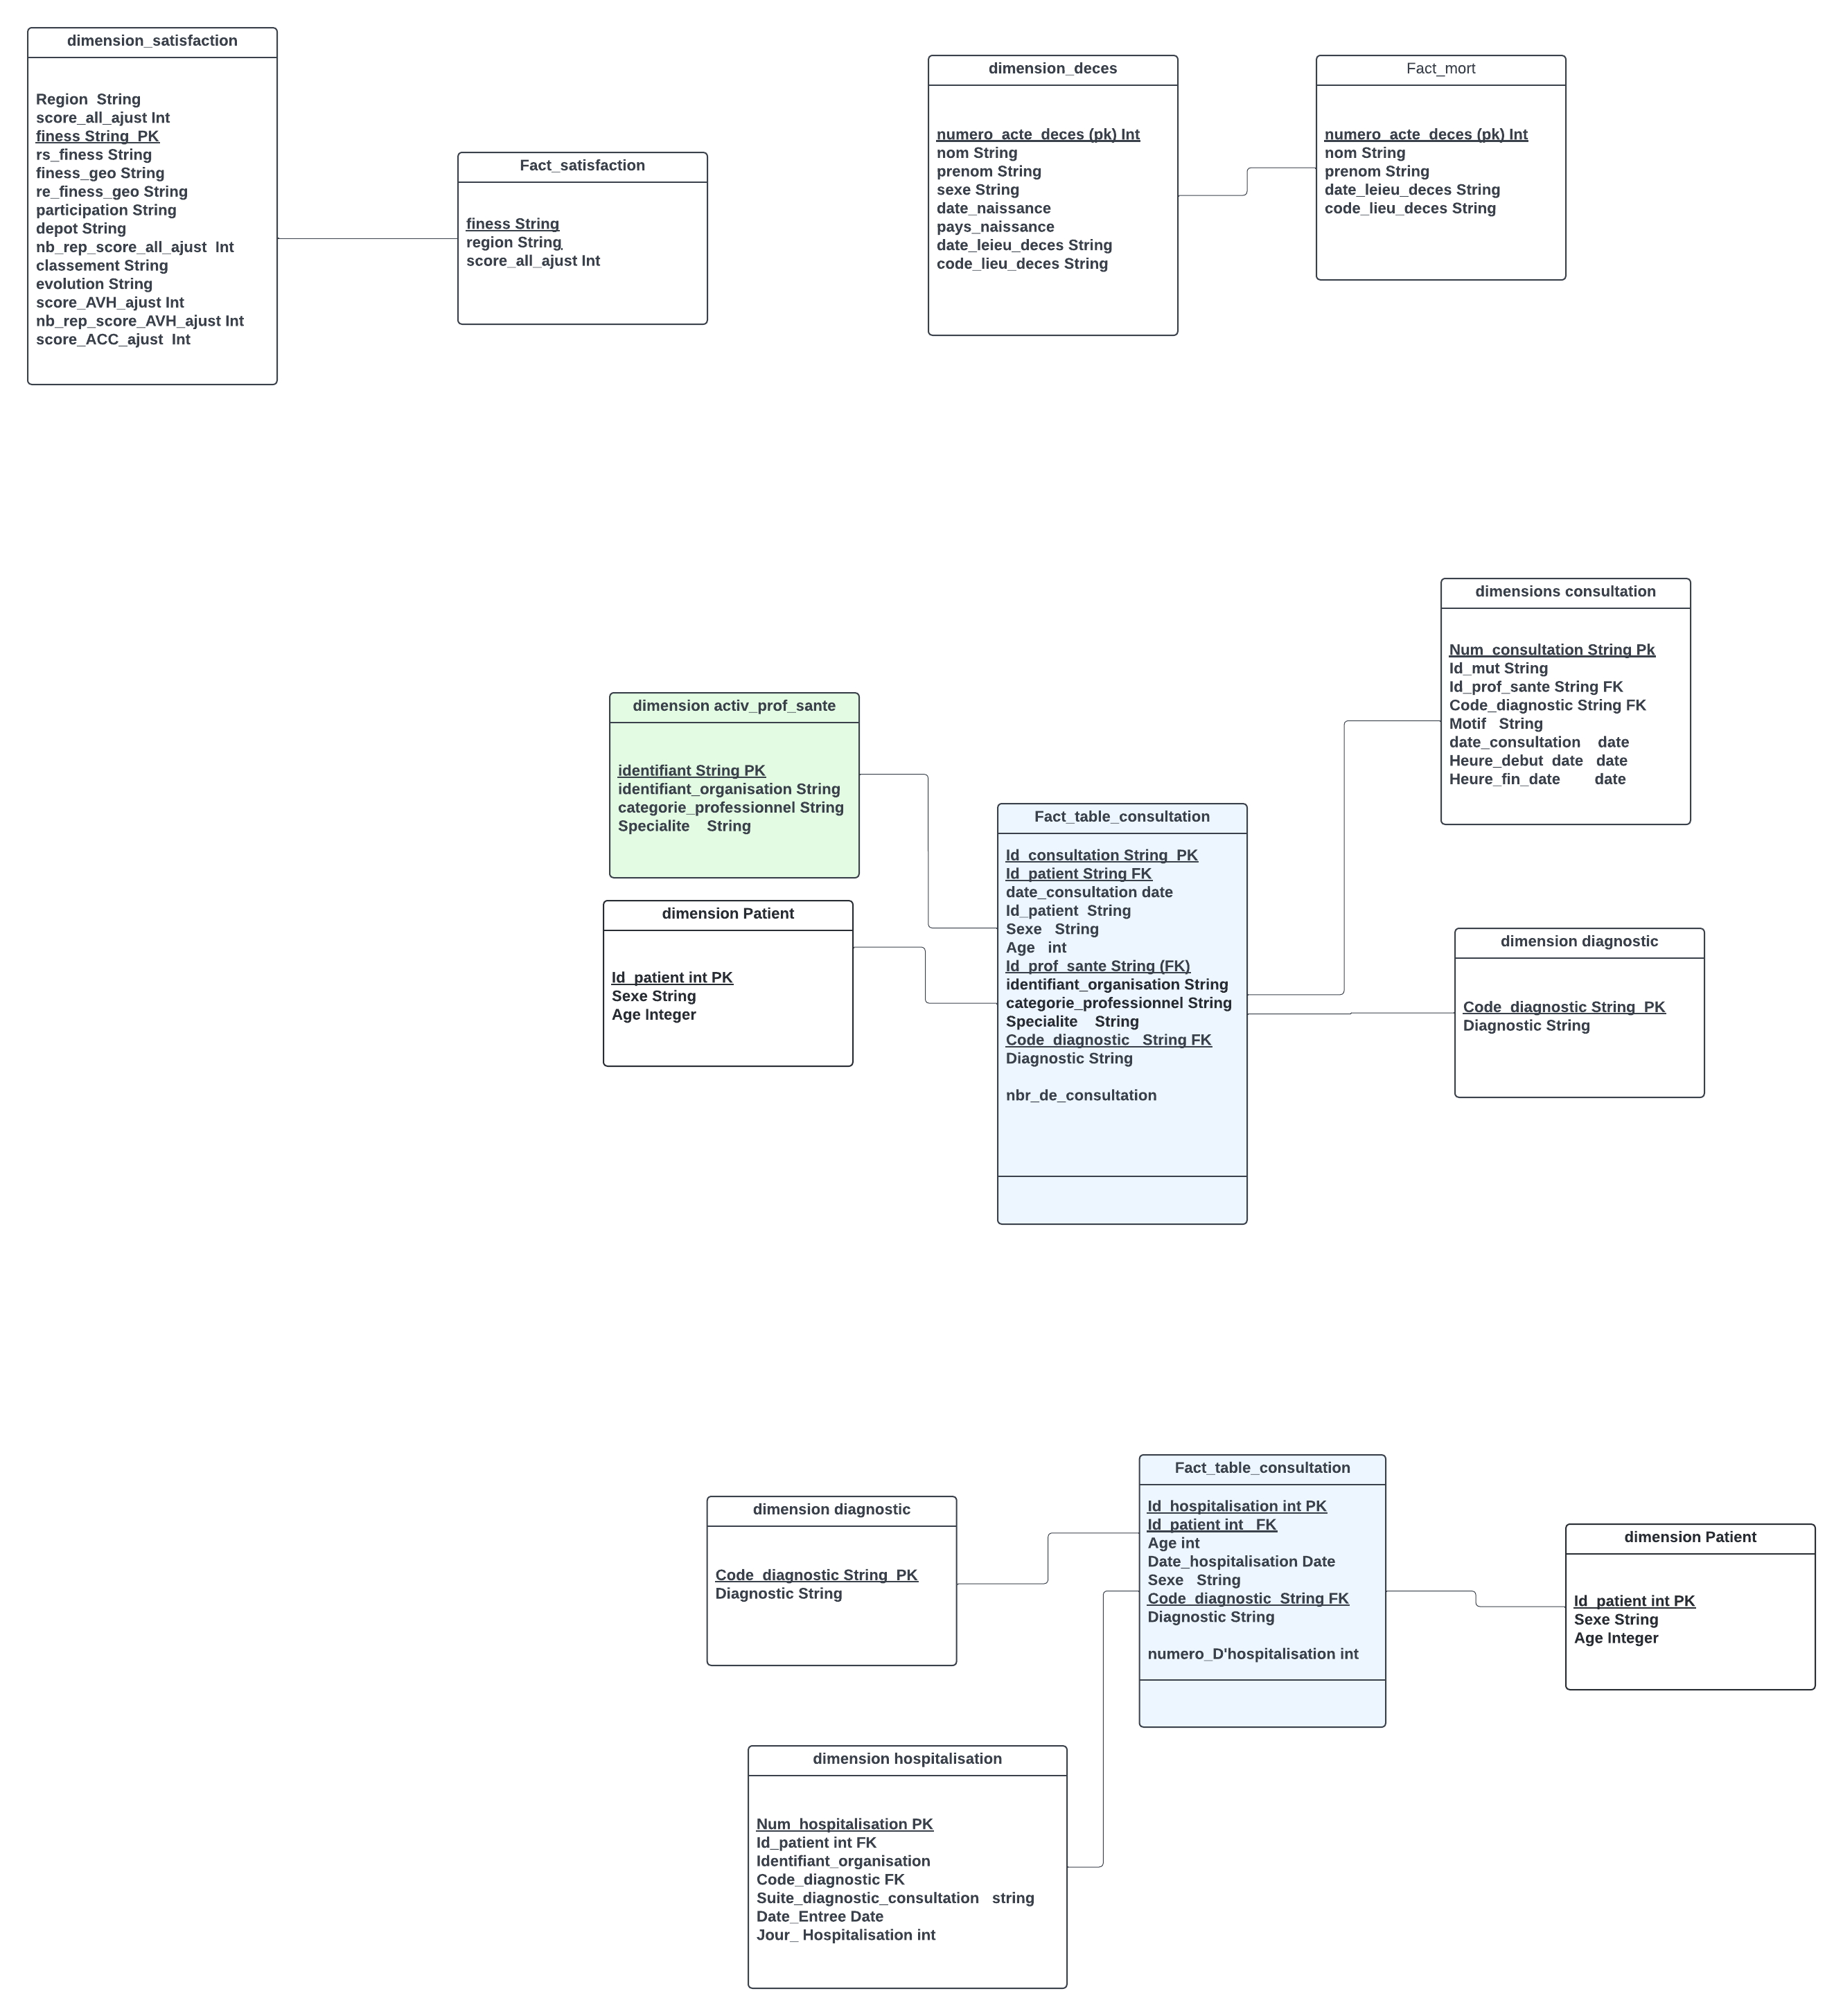 dimension_satisfaction
Region  String
score_all_ajust Int
finess String  PK
rs_finess String
finess_geo String
re_finess_geo String
participation String
depot String
nb_rep_score_all_ajust  Int
classement String
evolution String
score_AVH_ajust Int
nb_rep_score_AVH_ajust Int
score_ACC_ajust  Int
Fact_satisfaction
finess String
region String
score_all_ajust Int
dimension_deces
numero_acte_deces (pk) Int
nom String
prenom String
sexe String
date_naissance
pays_naissance
date_leieu_deces String
code_lieu_deces String
Fact_mort
numero_acte_deces (pk) Int
nom String
prenom String
date_leieu_deces String
code_lieu_deces String
dimensions consultation
Num_consultation String Pk
Id_mut String
Id_prof_sante String FK
Code_diagnostic String FK
Motif   String
date_consultation    date
Heure_debut  date   date
Heure_fin_date        date
dimension activ_prof_sante
identifiant String PK
identifiant_organisation String
categorie_professionnel String
Specialite    String
dimension Patient
Id_patient int PK
Sexe String
Age Integer
Fact_table_consultation
Id_consultation String  PK
Id_patient String FK
date_consultation date
Id_patient  String
Sexe   String
Age   int
Id_prof_sante String (FK)
identifiant_organisation String
categorie_professionnel String
Specialite    String
Code_diagnostic   String FK
Diagnostic String
nbr_de_consultation
dimension diagnostic
Code_diagnostic String  PK
Diagnostic String
dimension diagnostic
Code_diagnostic String  PK
Diagnostic String
Fact_table_consultation
Id_hospitalisation int PK
Id_patient int   FK
Age int
Date_hospitalisation Date
Sexe   String
Code_diagnostic  String FK
Diagnostic String
numero_D'hospitalisation int
dimension Patient
Id_patient int PK
Sexe String
Age Integer
dimension hospitalisation
Num_hospitalisation PK
Id_patient int FK
Identifiant_organisation
Code_diagnostic FK
Suite_diagnostic_consultation   string
Date_Entree Date
Jour_ Hospitalisation int